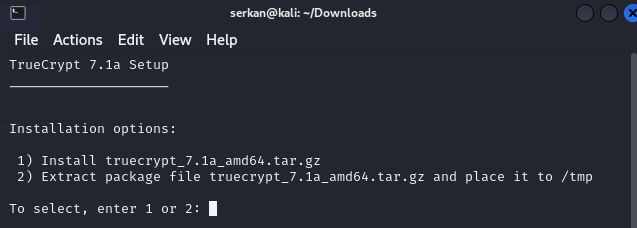 serkan@kali: ~/Downloads
File Actions Edit View Help
TrueCrypt 7.1a Setup
____________________
Installation options:
1) Install truecrypt_7.1a_amd64.tar.gz
2) Extract package file truecrypt_7.1a_amd64.tar.gz and place it to /tmp
To select, enter 1 or 2: